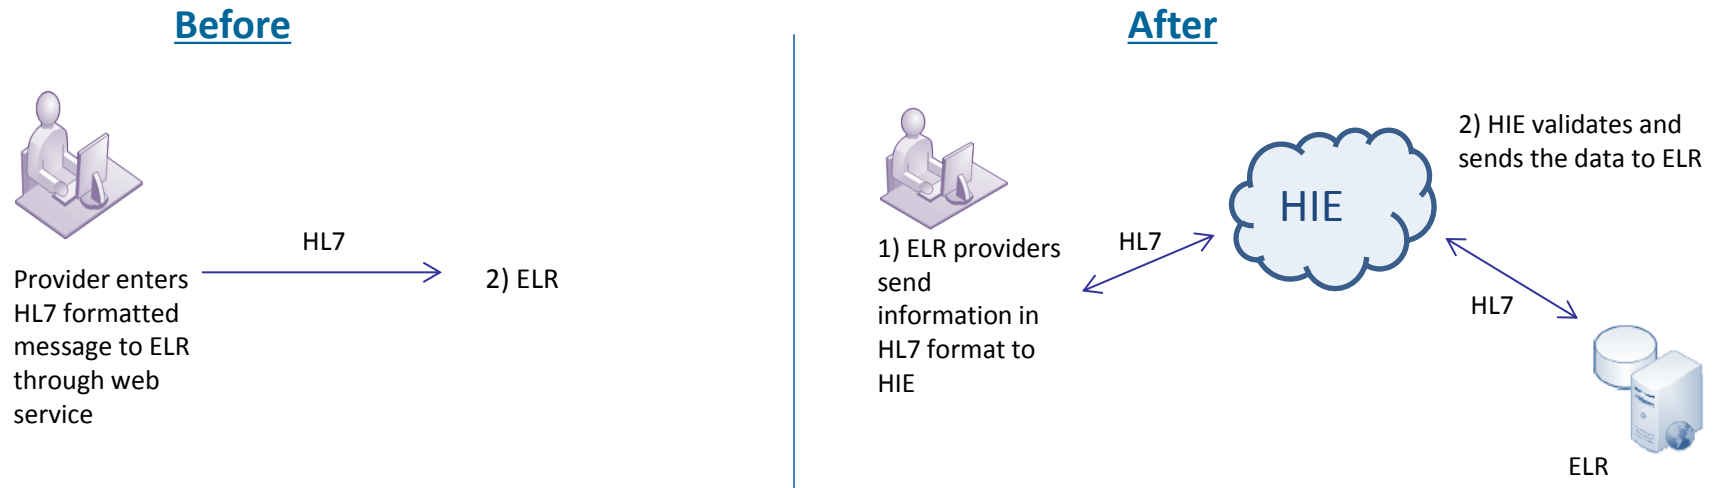 Before
HL7
Provider enters
HL7 formatted
message to ELR
through web
service
2) ELR
After
1) ELR providers
send
information in
HL7 format to
HIE
HL7
HIE
2) HIE validates and
sends the data to ELR
HL7
ELR